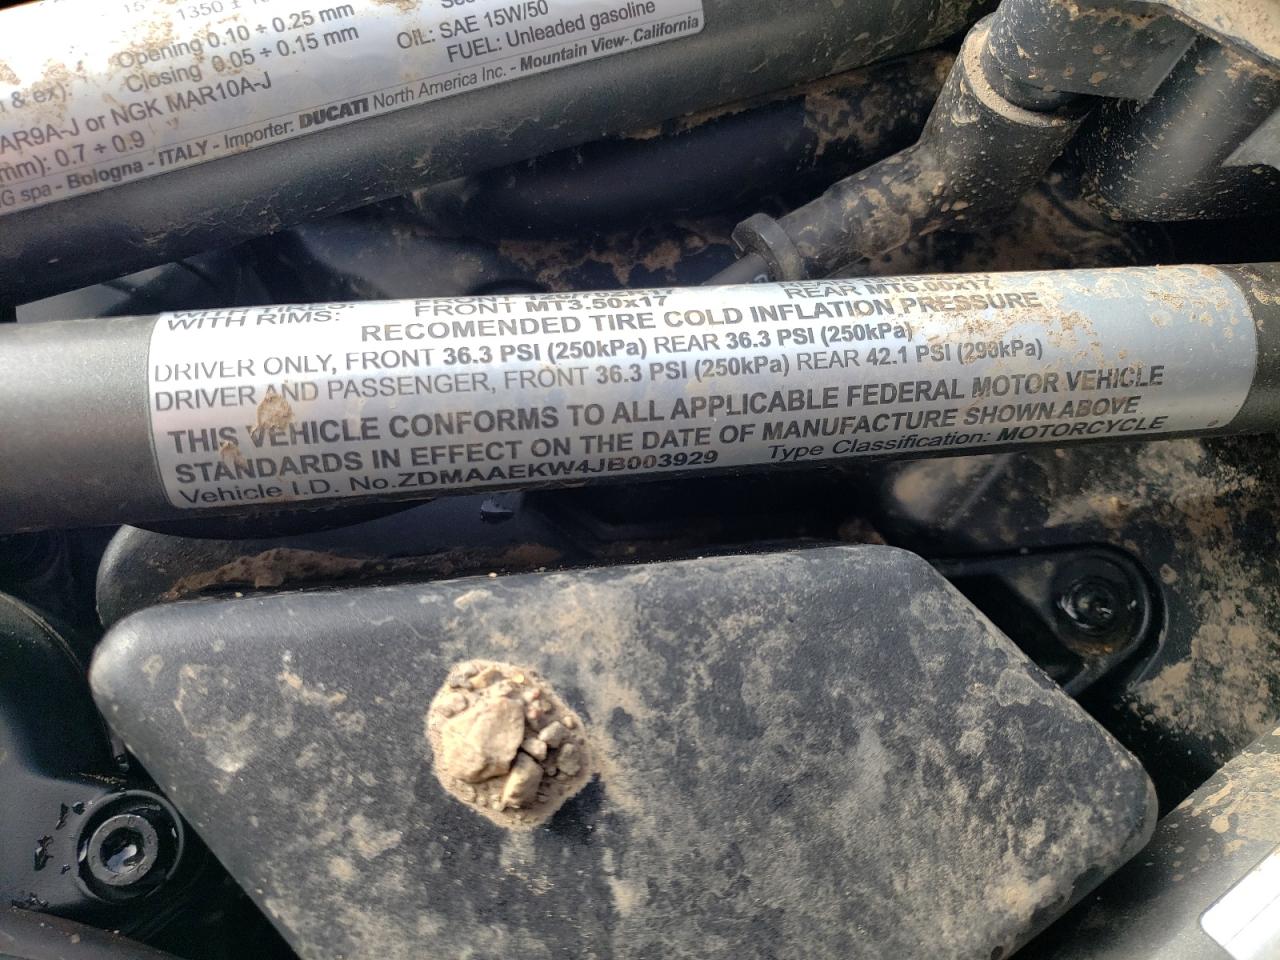 1350 ±
Opening 0.10 ÷ 0.25 mm
& ex): Closing 0.05 ÷ 0.15 mm
OIL: SAE 15W/50
FUEL: Unleaded gasoline
AR9A-J or NGK MAR10A-J
mm): 0.7 ÷ 0.9
G spa - Bologna - ITALY - Importer: DUCATI North America Inc. - Mountain View- California
WITH TIRES: FRONT
WITH RIMS: FRONT MT3.50x17 REAR MT6.00x17
RECOMENDED TIRE COLD INFLATION PRESSURE
DRIVER ONLY, FRONT 36.3 PSI (250kPa) REAR 36.3 PSI (250kPa)
DRIVER AND PASSENGER, FRONT 36.3 PSI (250kPa) REAR 42.1 PSI (290kPa)
THIS VEHICLE CONFORMS TO ALL APPLICABLE FEDERAL MOTOR VEHICLE
STANDARDS IN EFFECT ON THE DATE OF MANUFACTURE SHOWN ABOVE
Vehicle I.D. No.ZDMAAEKW4JB003929 Type Classification: MOTORCYCLE